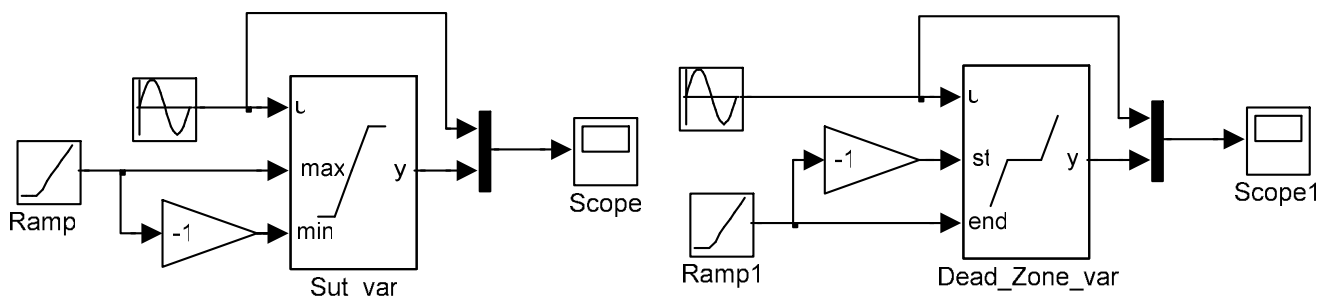 u
max
y
min
-1
Ramp
Scope
Sut_var
u
st
y
end
-1
Ramp1
Scope1
Dead_Zone_var